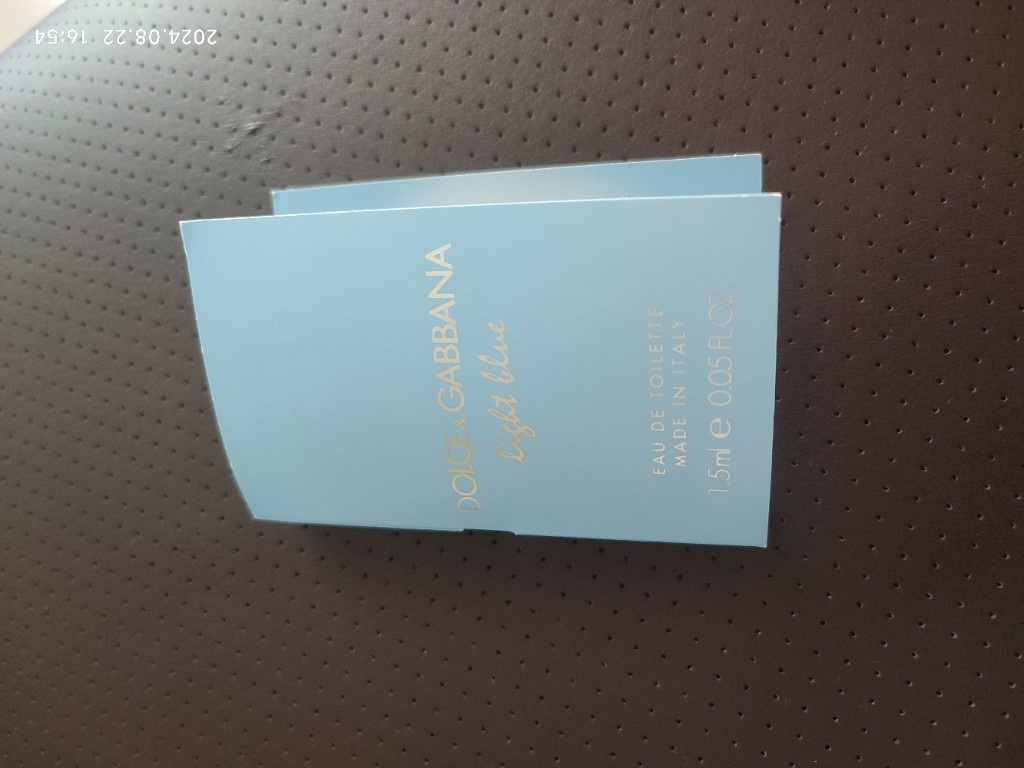 DOLCE & GABBANA
light blue
EAU DE TOILETTE
MADE IN ITALY
1.5ml e 0.05 FL.OZ.
2024.08.22 16:54